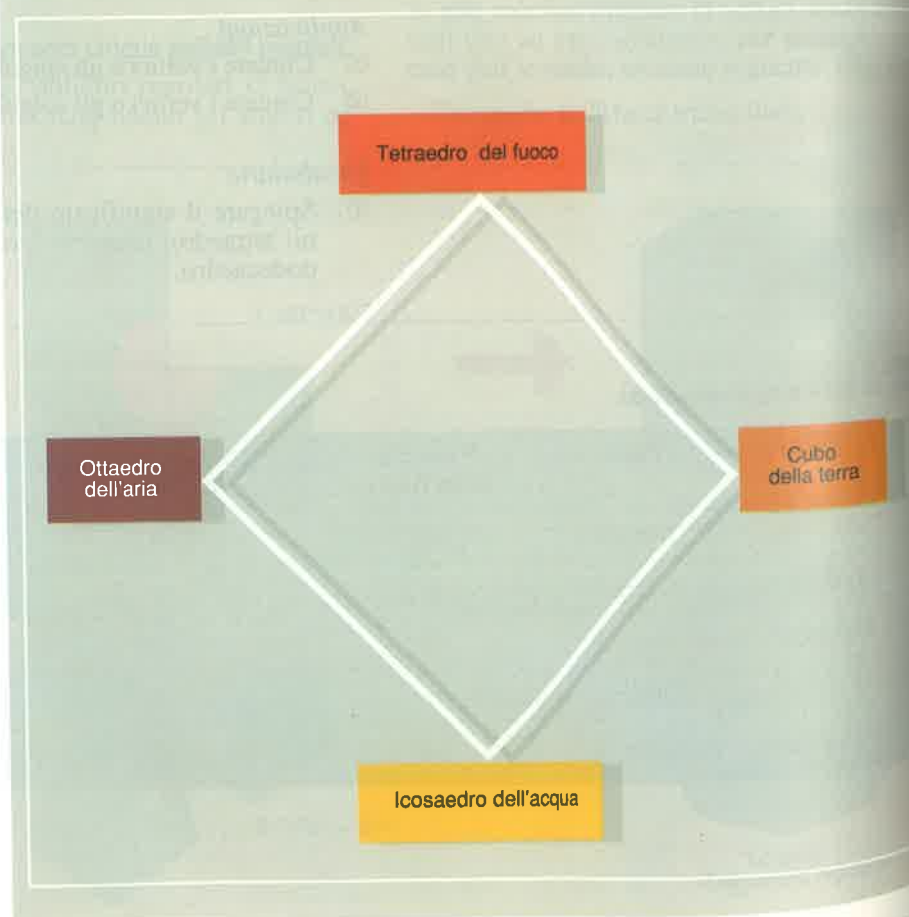 Tetraedro del fuoco
Ottaedro
dell'aria
Cubo
della terra
Icosaedro dell'acqua